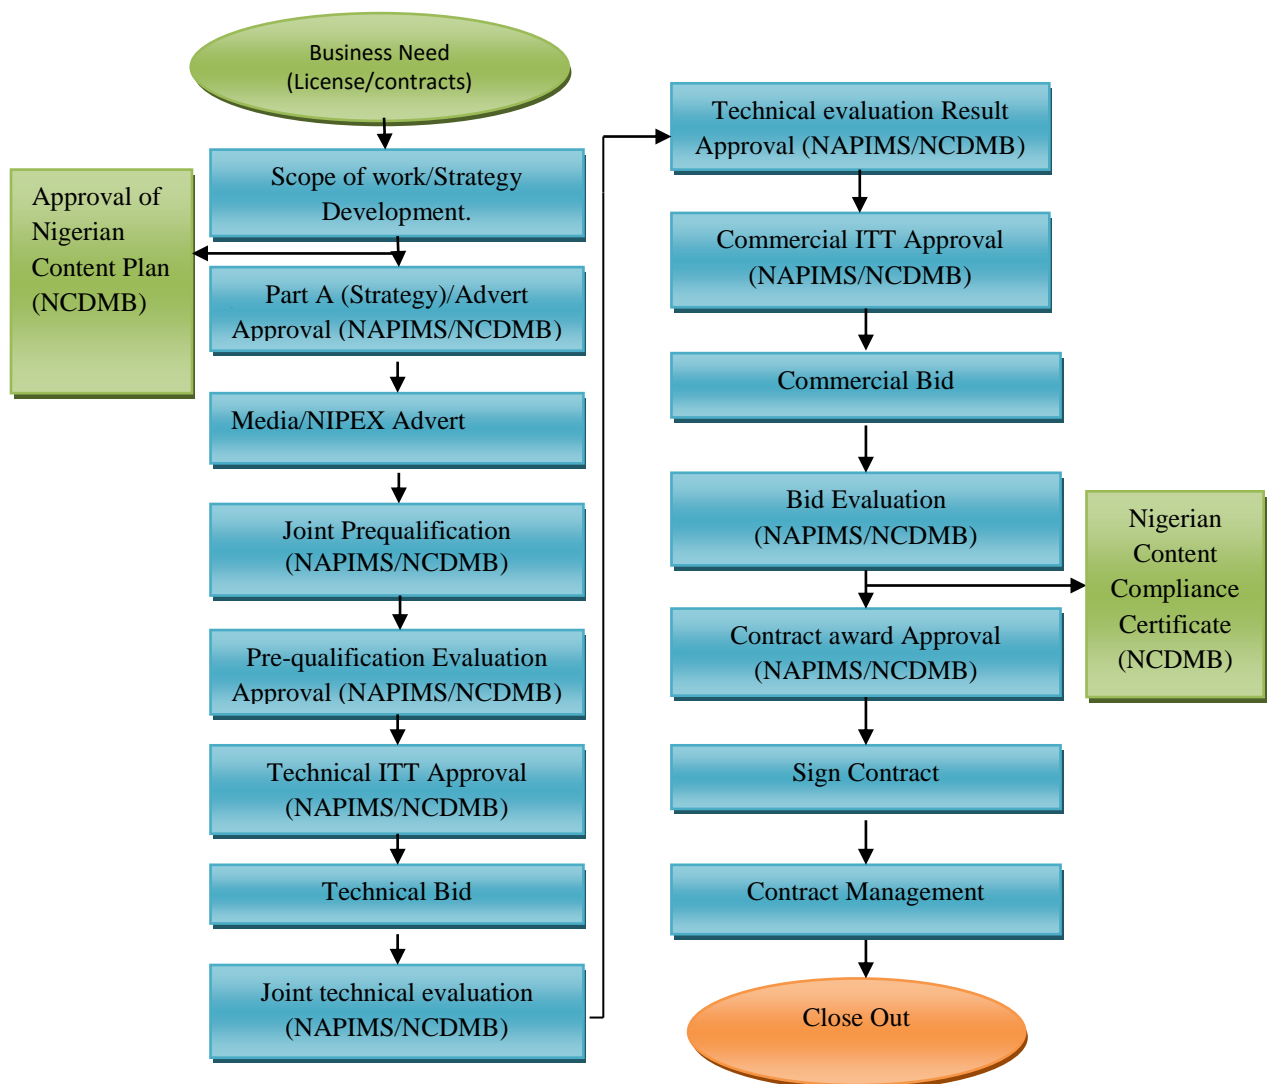 Business Need
(License/contracts)
Scope of work/Strategy
Development.
Approval of
Nigerian
Content Plan
(NCDMB)
Part A (Strategy)/Advert
Approval (NAPIMS/NCDMB)
Media/NIPEX Advert
Joint Prequalification
(NAPIMS/NCDMB)
Pre-qualification Evaluation
Approval (NAPIMS/NCDMB)
Technical ITT Approval
(NAPIMS/NCDMB)
Technical Bid
Joint technical evaluation
(NAPIMS/NCDMB)
Technical evaluation Result
Approval (NAPIMS/NCDMB)
Commercial ITT Approval
(NAPIMS/NCDMB)
Commercial Bid
Bid Evaluation
(NAPIMS/NCDMB)
Nigerian
Content
Compliance
Certificate
(NCDMB)
Contract award Approval
(NAPIMS/NCDMB)
Sign Contract
Contract Management
Close Out